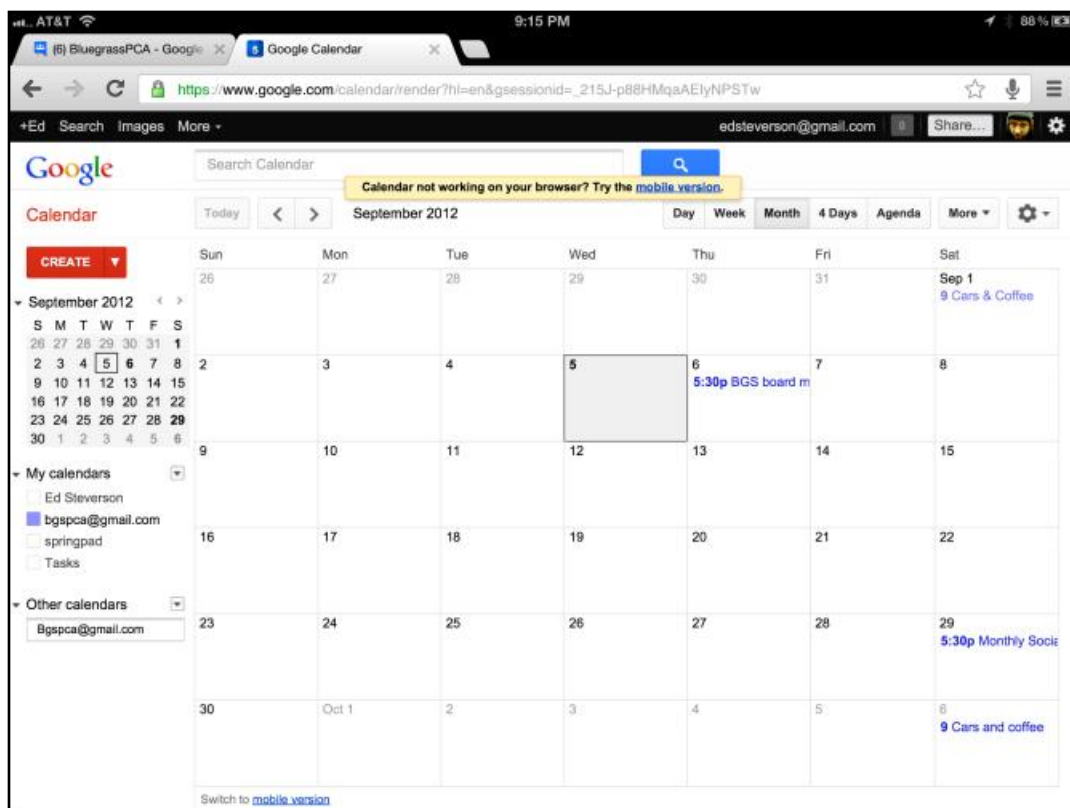 AT&T 9:15 PM 88%
(6) BluegrassPCA - Google Google Calendar
https://www.google.com/calendar/render?hl=en&gsessionid=_215J-p88HMqaAEIyNPSTw
+Ed Search Images More edsteverson@gmail.com 0 Share...
Google Search Calendar
Calendar not working on your browser? Try the mobile version.
Calendar Today September 2012 Day Week Month 4 Days Agenda More
CREATE
September 2012
S M T W T F S
26 27 28 29 30 31 1
2 3 4 5 6 7 8
9 10 11 12 13 14 15
16 17 18 19 20 21 22
23 24 25 26 27 28 29
30 1 2 3 4 5 6
My calendars
Ed Steverson
bgspca@gmail.com
springpad
Tasks
Other calendars
Bgspca@gmail.com
Sun Mon Tue Wed Thu Fri Sat
26 27 28 29 30 31 Sep 1
9 Cars & Coffee
2 3 4 5 6 7 8
5:30p BGS board m
9 10 11 12 13 14 15
16 17 18 19 20 21 22
23 24 25 26 27 28 29
5:30p Monthly Socia
30 Oct 1 2 3 4 5 6
9 Cars and coffee
Switch to mobile version